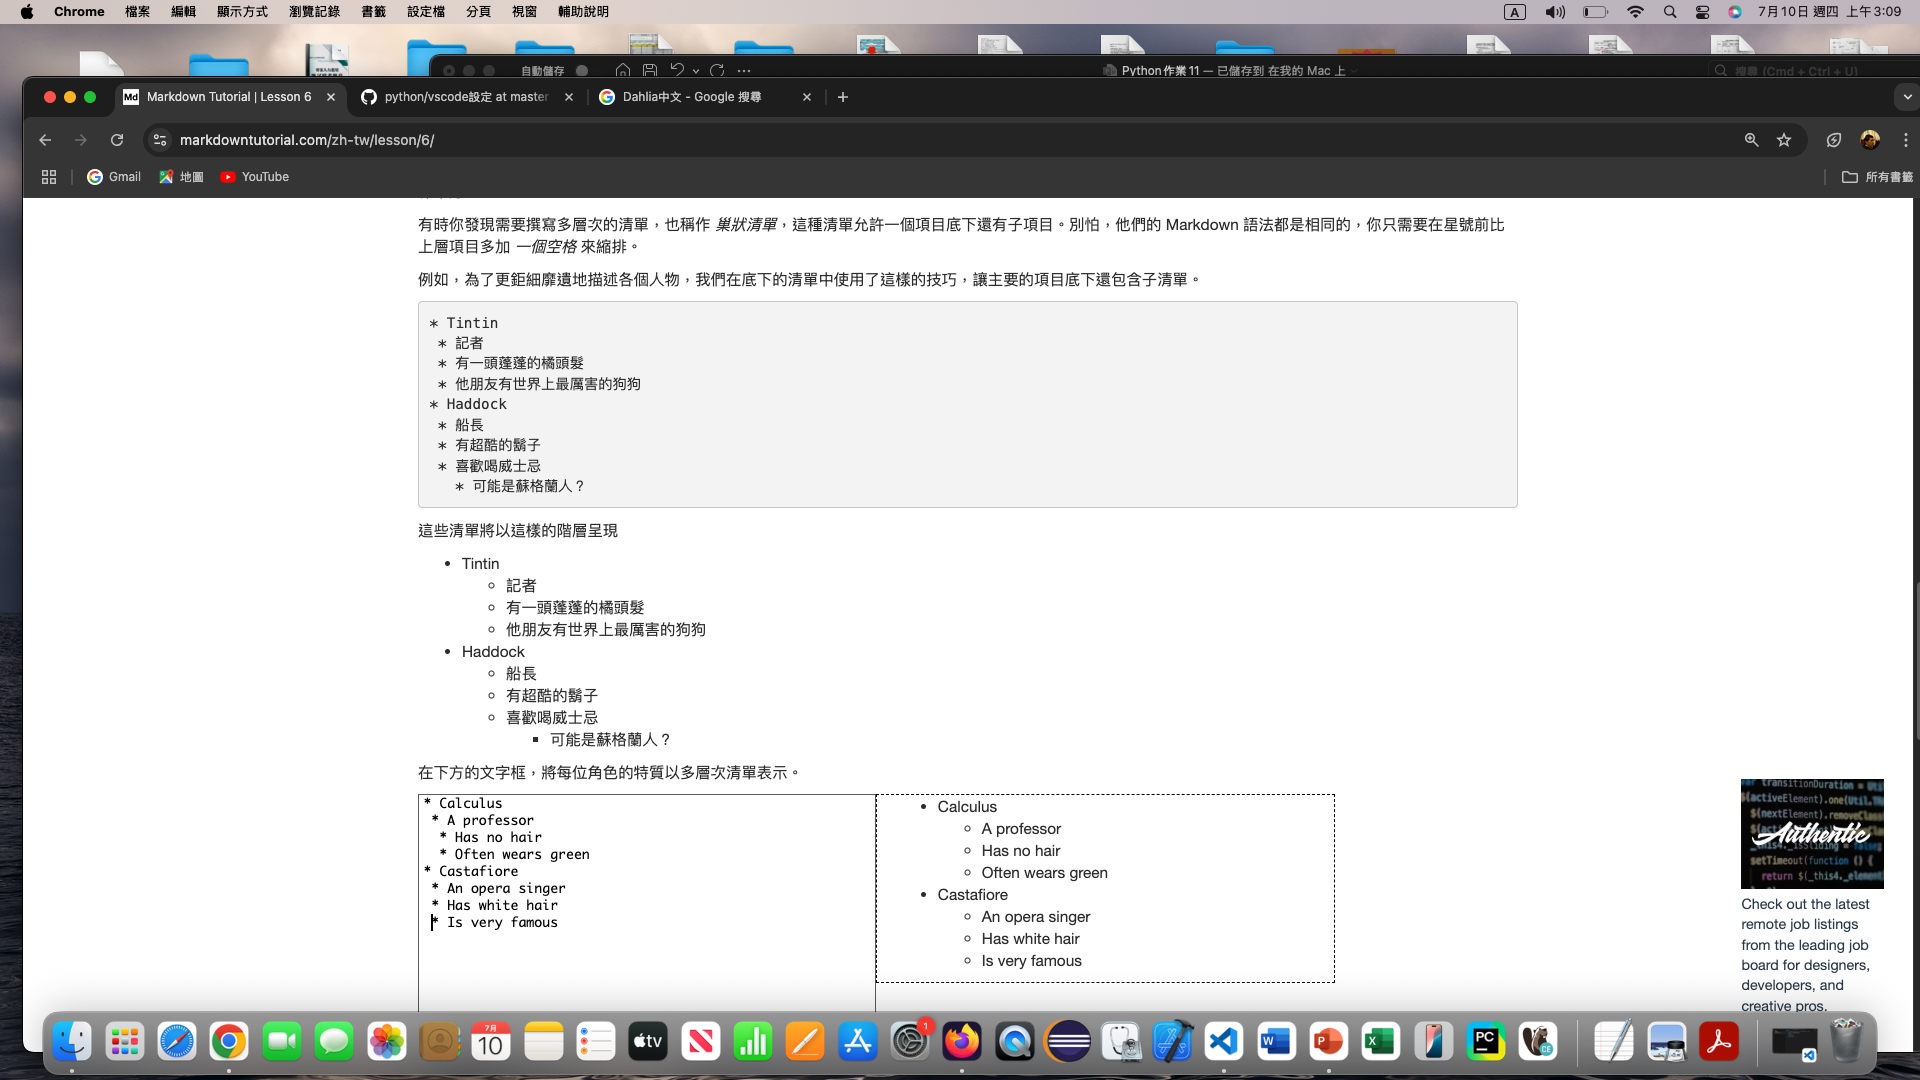 Chrome 檔案 編輯 顯示方式 瀏覽記錄 書籤 設定檔 分頁 視窗 輔助說明 A 7月10日 週四 上午3:09
自動儲存 Python作業11 — 已儲存到 在我的 Mac 上 搜尋 (Cmd + Ctrl + U)
Md Markdown Tutorial | Lesson 6 python/vscode設定 at master Dahlia中文 - Google 搜尋
markdowntutorial.com/zh-tw/lesson/6/
Gmail 地圖 YouTube 所有書籤
有時你發現需要撰寫多層次的清單，也稱作 巢狀清單，這種清單允許一個項目底下還有子項目。別怕，他們的 Markdown 語法都是相同的，你只需要在星號前比
上層項目多加 一個空格 來縮排。
例如，為了更鉅細靡遺地描述各個人物，我們在底下的清單中使用了這樣的技巧，讓主要的項目底下還包含子清單。
* Tintin
* 記者
* 有一頭蓬蓬的橘頭髮
* 他朋友有世界上最厲害的狗狗
* Haddock
* 船長
* 有超酷的鬍子
* 喜歡喝威士忌
* 可能是蘇格蘭人？
這些清單將以這樣的階層呈現
• Tintin
◦ 記者
◦ 有一頭蓬蓬的橘頭髮
◦ 他朋友有世界上最厲害的狗狗
• Haddock
◦ 船長
◦ 有超酷的鬍子
◦ 喜歡喝威士忌
▪ 可能是蘇格蘭人？
在下方的文字框，將每位角色的特質以多層次清單表示。
* Calculus
* A professor
* Has no hair
* Often wears green
* Castafiore
* An opera singer
* Has white hair
* Is very famous
• Calculus
◦ A professor
◦ Has no hair
◦ Often wears green
• Castafiore
◦ An opera singer
◦ Has white hair
◦ Is very famous
Authentic
Check out the latest
remote job listings
from the leading job
board for designers,
developers, and
creative pros.
7月
10
tv
1
W
P
X
PC
CE